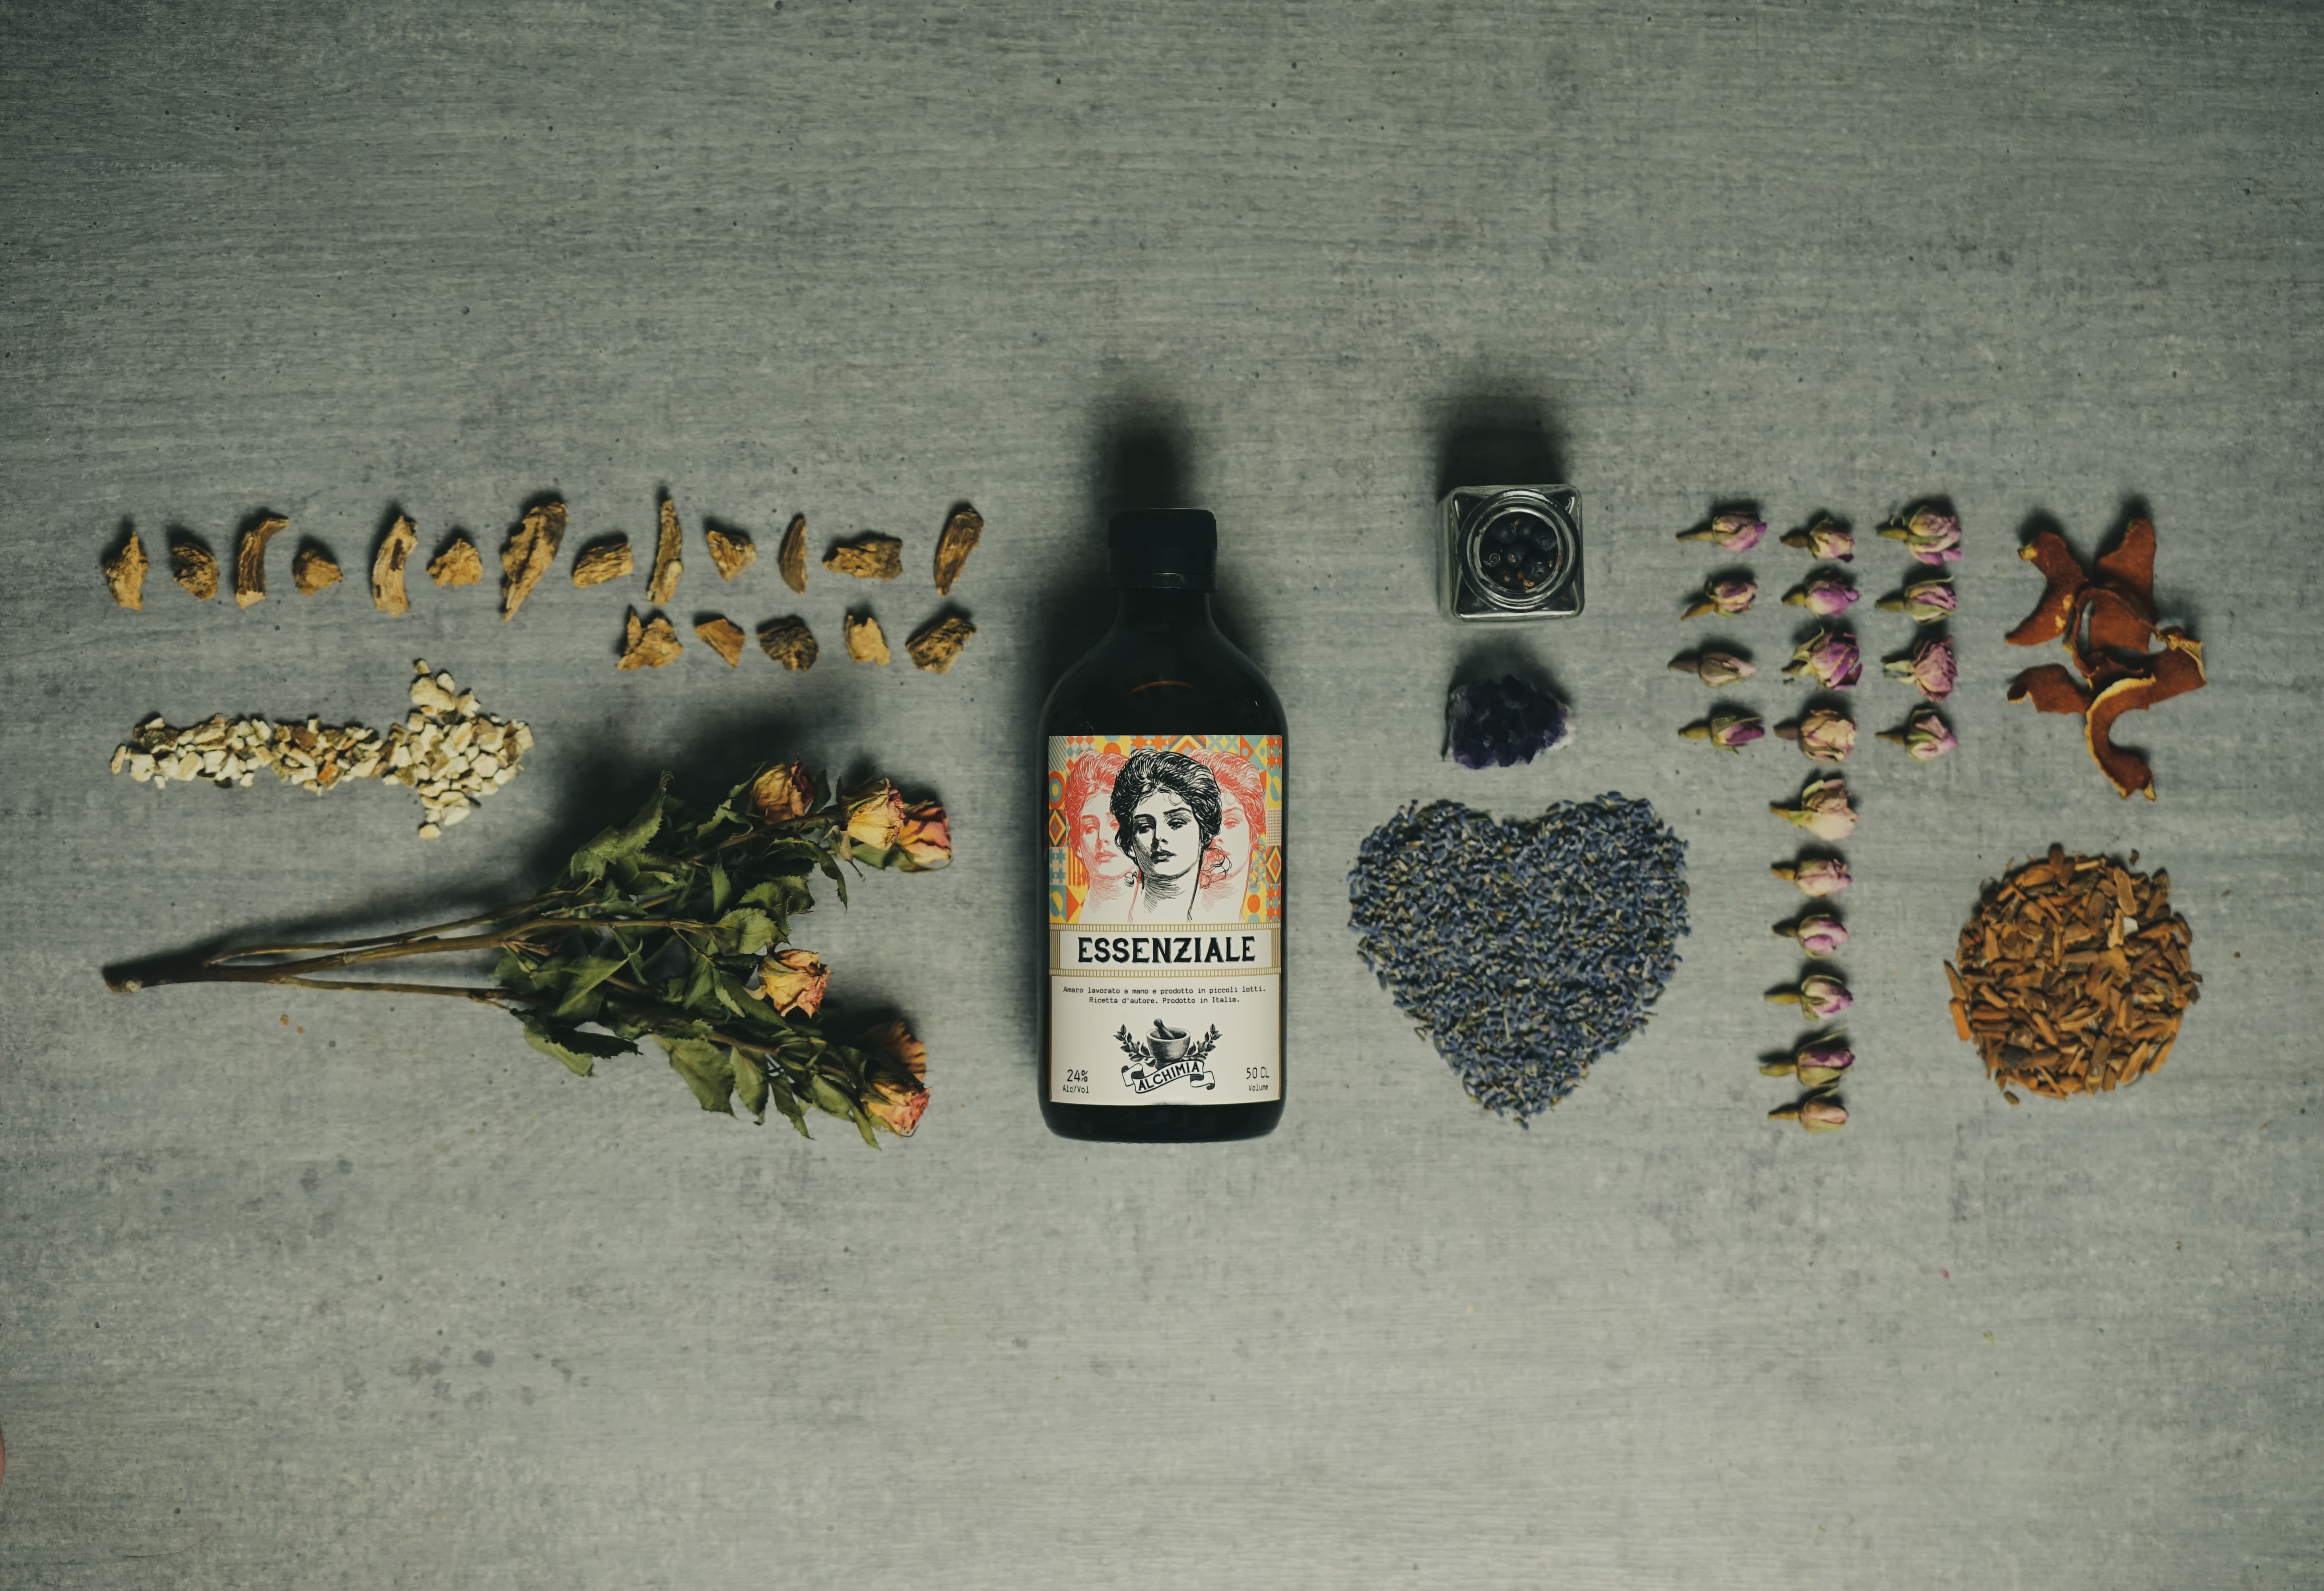 ESSENZIALE
Amaro lavorato a mano e prodotto in piccoli lotti.
Ricetta d'autore. Prodotto in Italia.
ALCHIMIA
24%
Alc/Vol
50 CL
Volume